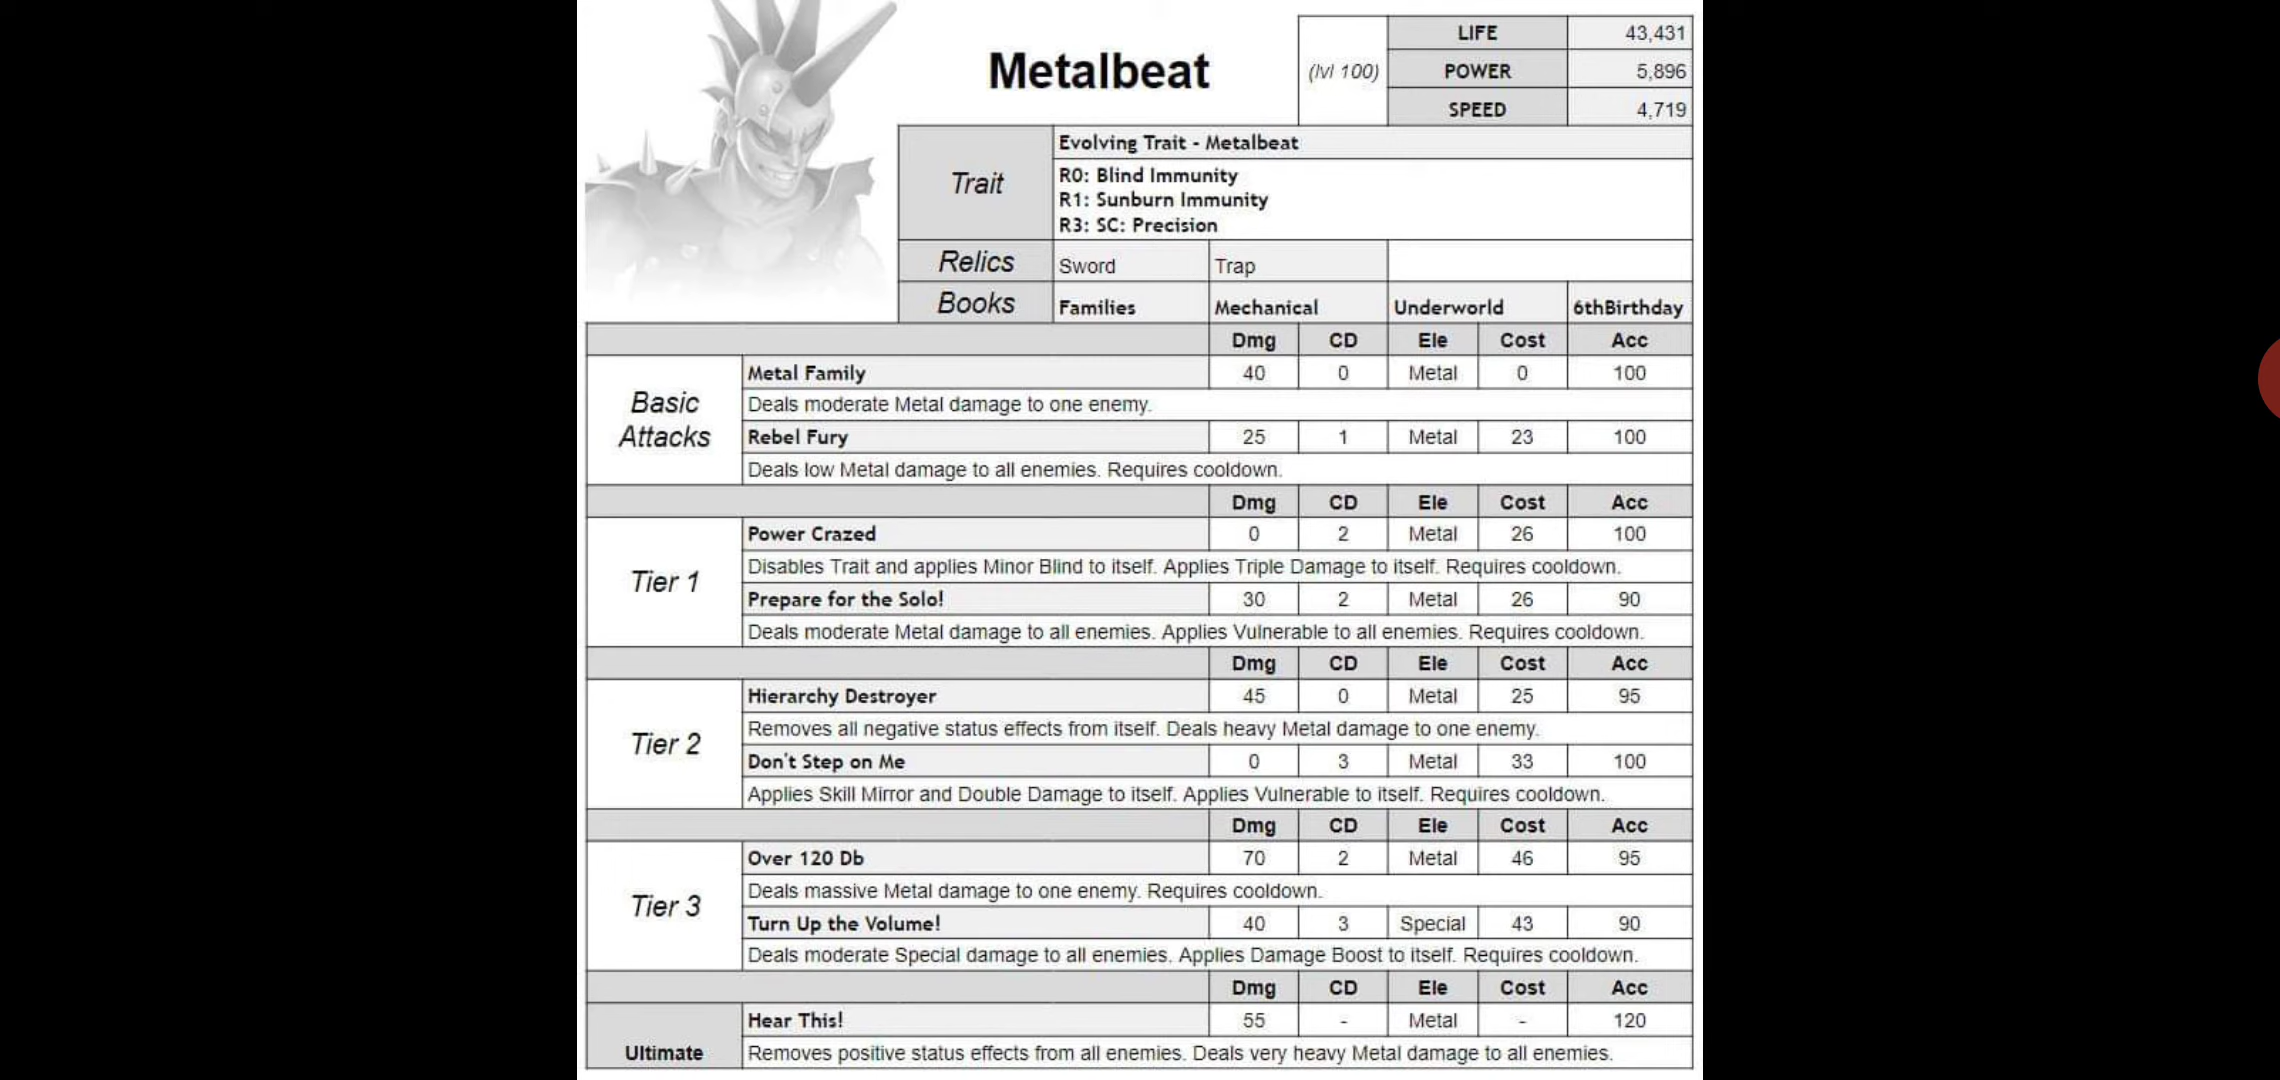 Metalbeat
(lvl 100)
LIFE 43,431
POWER 5,896
SPEED 4,719
Trait
Evolving Trait - Metalbeat
R0: Blind Immunity
R1: Sunburn Immunity
R3: SC: Precision
Relics Sword Trap
Books Families Mechanical Underworld 6thBirthday
Dmg CD Ele Cost Acc
Basic Attacks
Metal Family 40 0 Metal 0 100
Deals moderate Metal damage to one enemy.
Rebel Fury 25 1 Metal 23 100
Deals low Metal damage to all enemies. Requires cooldown.
Dmg CD Ele Cost Acc
Tier 1
Power Crazed 0 2 Metal 26 100
Disables Trait and applies Minor Blind to itself. Applies Triple Damage to itself. Requires cooldown.
Prepare for the Solo! 30 2 Metal 26 90
Deals moderate Metal damage to all enemies. Applies Vulnerable to all enemies. Requires cooldown.
Dmg CD Ele Cost Acc
Tier 2
Hierarchy Destroyer 45 0 Metal 25 95
Removes all negative status effects from itself. Deals heavy Metal damage to one enemy.
Don't Step on Me 0 3 Metal 33 100
Applies Skill Mirror and Double Damage to itself. Applies Vulnerable to itself. Requires cooldown.
Dmg CD Ele Cost Acc
Tier 3
Over 120 Db 70 2 Metal 46 95
Deals massive Metal damage to one enemy. Requires cooldown.
Turn Up the Volume! 40 3 Special 43 90
Deals moderate Special damage to all enemies. Applies Damage Boost to itself. Requires cooldown.
Dmg CD Ele Cost Acc
Ultimate
Hear This! 55 - Metal - 120
Removes positive status effects from all enemies. Deals very heavy Metal damage to all enemies.